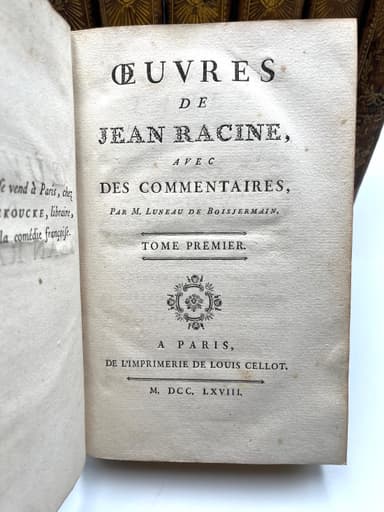 se vend à Paris, chez
KOUCKE, libraire,
la comédie françoise.
ŒUVRES
DE
JEAN RACINE,
AVEC
DES COMMENTAIRES,
PAR M. LUNEAU DE BOISJERMAIN.
TOME PREMIER.
A PARIS,
DE L'IMPRIMERIE DE LOUIS CELLOT.
M. DCC. LXVIII.